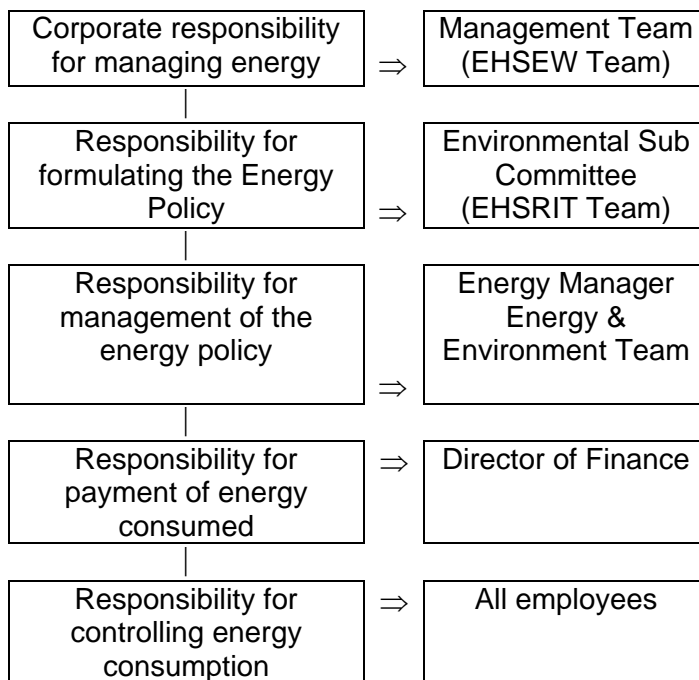 Corporate responsibility
for managing energy
⇒
Management Team
(EHSEW Team)
Responsibility for
formulating the Energy
Policy
⇒
Environmental Sub
Committee
(EHSRIT Team)
Responsibility for
management of the
energy policy
⇒
Energy Manager
Energy &
Environment Team
Responsibility for
payment of energy
consumed
⇒
Director of Finance
Responsibility for
controlling energy
consumption
⇒
All employees